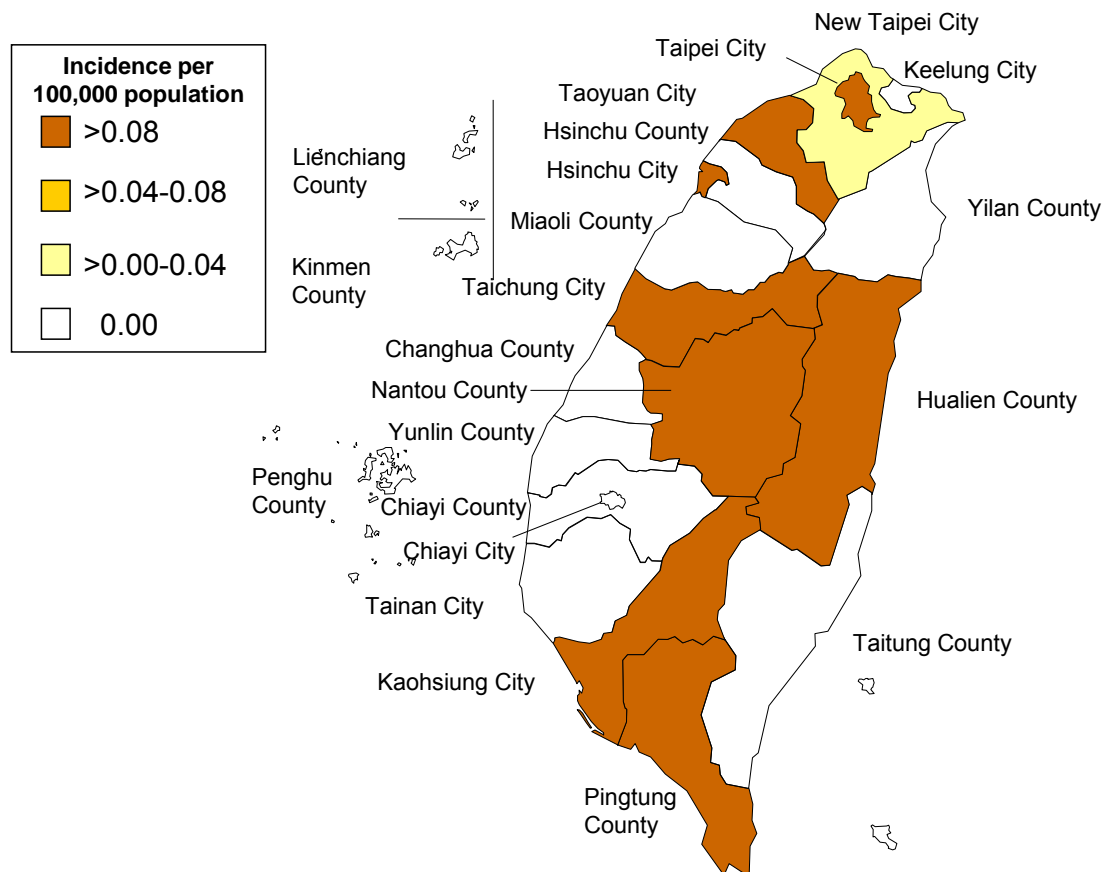 Incidence per
100,000 population
>0.08
>0.04-0.08
>0.00-0.04
0.00
New Taipei City
Taipei City
Keelung City
Taoyuan City
Hsinchu County
Hsinchu City
Lienchiang
County
Miaoli County
Yilan County
Kinmen
County
Taichung City
Changhua County
Nantou County
Hualien County
Yunlin County
Penghu
County
Chiayi County
Chiayi City
Tainan City
Taitung County
Kaohsiung City
Pingtung
County